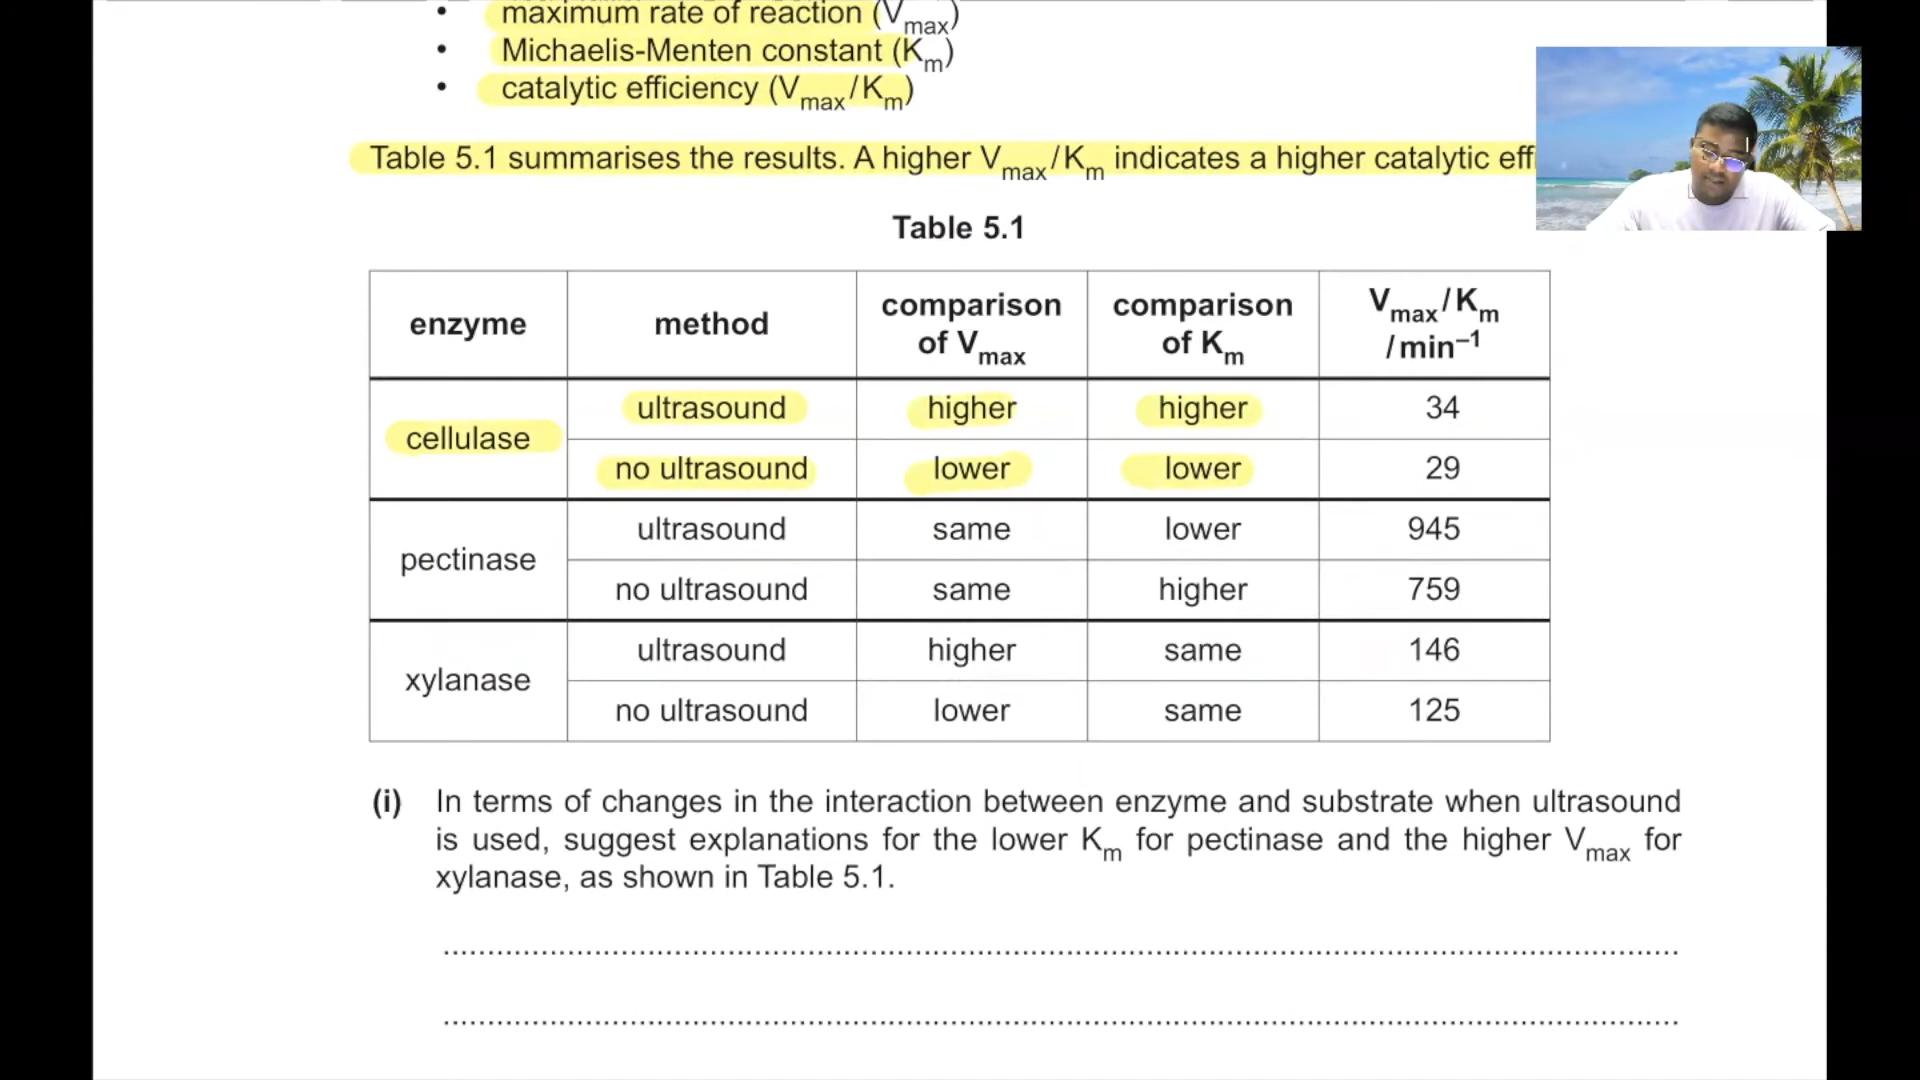 • maximum rate of reaction (Vmax)
• Michaelis-Menten constant (Km)
• catalytic efficiency (Vmax/Km)
Table 5.1 summarises the results. A higher Vmax/Km indicates a higher catalytic eff
Table 5.1
enzyme method comparison of Vmax comparison of Km Vmax/Km /min–1
cellulase ultrasound higher higher 34
no ultrasound lower lower 29
pectinase ultrasound same lower 945
no ultrasound same higher 759
xylanase ultrasound higher same 146
no ultrasound lower same 125
(i) In terms of changes in the interaction between enzyme and substrate when ultrasound
is used, suggest explanations for the lower Km for pectinase and the higher Vmax for
xylanase, as shown in Table 5.1.